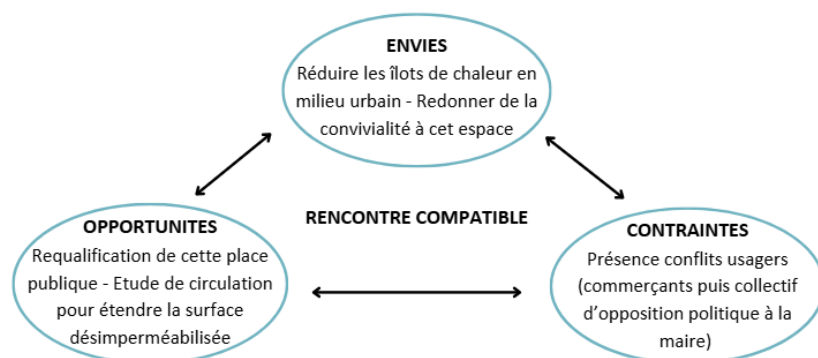 ENVIES
Réduire les îlots de chaleur en
milieu urbain - Redonner de la
convivialité à cet espace
OPPORTUNITES
Requalification de cette place
publique - Etude de circulation
pour étendre la surface
désimperméabilisée
RENCONTRE COMPATIBLE
CONTRAINTES
Présence conflits usagers
(commerçants puis collectif
d'opposition politique à la
maire)